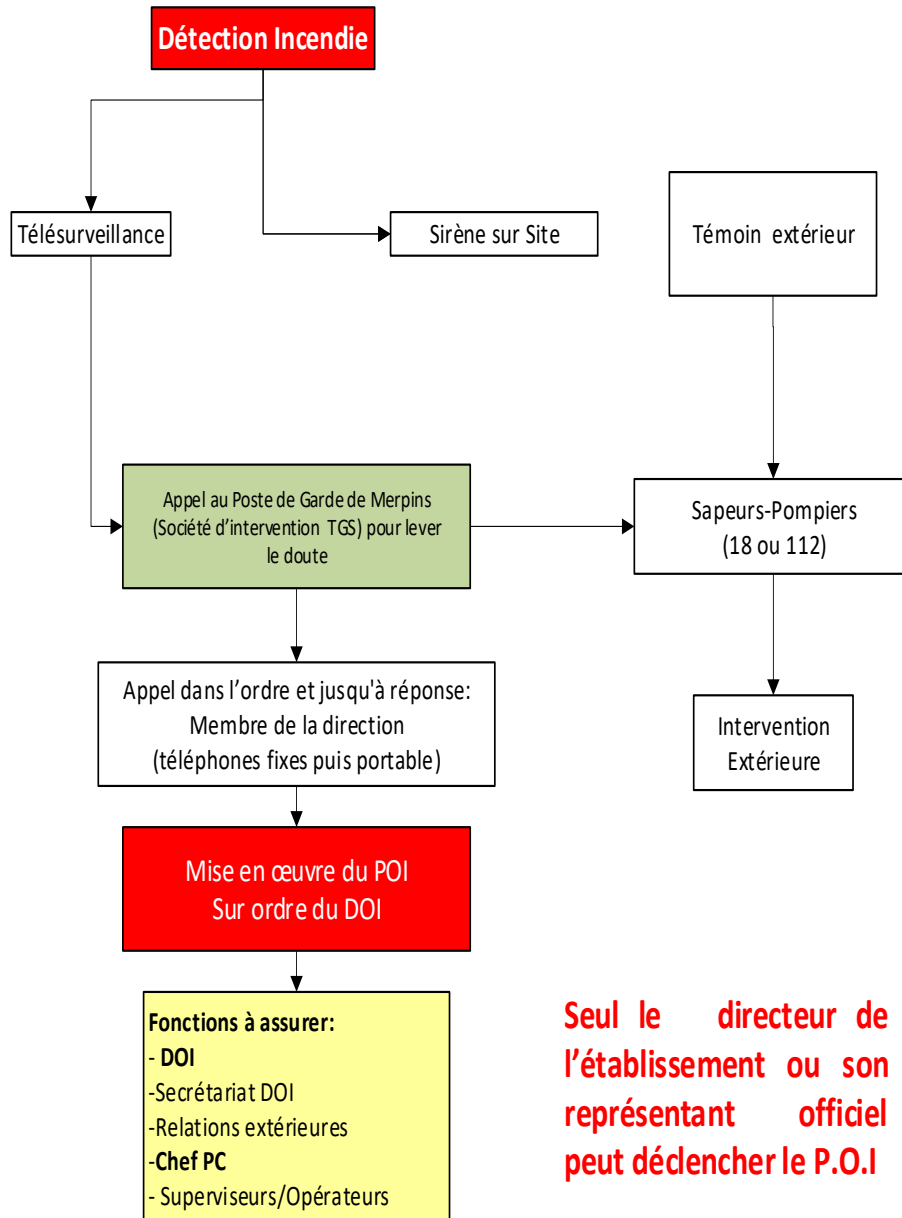 Détection Incendie
Télésurveillance
Sirène sur Site
Témoin extérieur
Appel au Poste de Garde de Merpins
(Société d'intervention TGS) pour lever
le doute
Sapeurs-Pompiers
(18 ou 112)
Appel dans l'ordre et jusqu'à réponse:
Membre de la direction
(téléphones fixes puis portable)
Intervention
Extérieure
Mise en œuvre du POI
Sur ordre du DOI
Fonctions à assurer:
- DOI
-Secrétariat DOI
-Relations extérieures
-Chef PC
- Superviseurs/Opérateurs
Seul le directeur de
l'établissement ou son
représentant officiel
peut déclencher le P.O.I